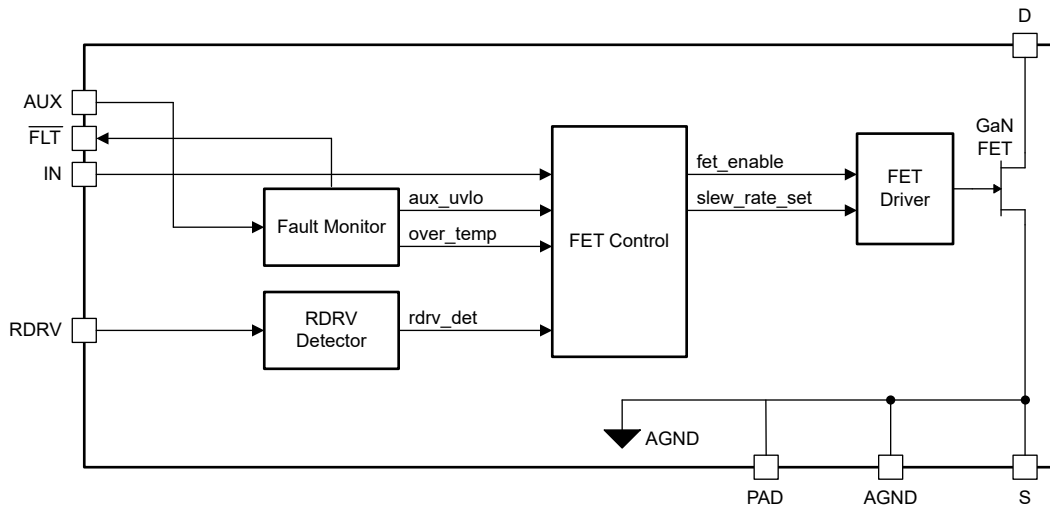 D
AUX
FLT
IN
GaN
FET
fet_enable
slew_rate_set
FET
Driver
aux_uvlo
over_temp
Fault Monitor
FET Control
RDRV
RDRV
Detector
rdrv_det
AGND
PAD
AGND
S